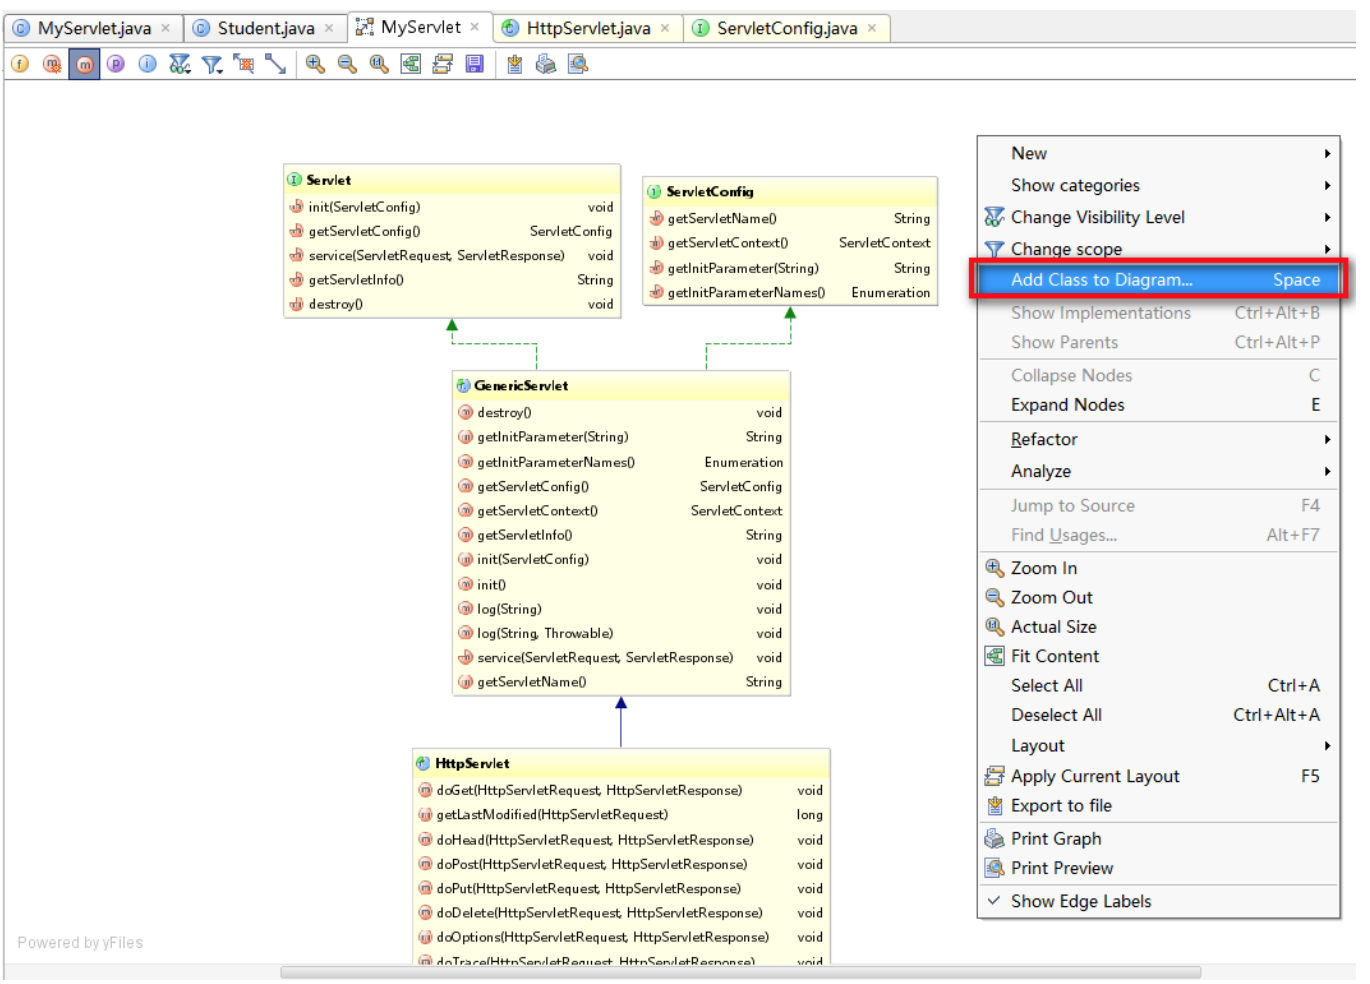 MyServlet.java × Student.java × MyServlet × HttpServlet.java × ServletConfig.java ×
Servlet
init(ServletConfig) void
getServletConfig() ServletConfig
service(ServletRequest, ServletResponse) void
getServletInfo() String
destroy() void
ServletConfig
getServletName() String
getServletContext() ServletContext
getInitParameter(String) String
getInitParameterNames() Enumeration
GenericServlet
destroy() void
getInitParameter(String) String
getInitParameterNames() Enumeration
getServletConfig() ServletConfig
getServletContext() ServletContext
getServletInfo() String
init(ServletConfig) void
init() void
log(String) void
log(String, Throwable) void
service(ServletRequest, ServletResponse) void
getServletName() String
HttpServlet
doGet(HttpServletRequest, HttpServletResponse) void
getLastModified(HttpServletRequest) long
doHead(HttpServletRequest, HttpServletResponse) void
doPost(HttpServletRequest, HttpServletResponse) void
doPut(HttpServletRequest, HttpServletResponse) void
doDelete(HttpServletRequest, HttpServletResponse) void
doOptions(HttpServletRequest, HttpServletResponse) void
doTrace(HttpServletRequest, HttpServletResponse) void
New
Show categories
Change Visibility Level
Change scope
Add Class to Diagram... Space
Show Implementations Ctrl+Alt+B
Show Parents Ctrl+Alt+P
Collapse Nodes C
Expand Nodes E
Refactor
Analyze
Jump to Source F4
Find Usages... Alt+F7
Zoom In
Zoom Out
Actual Size
Fit Content
Select All Ctrl+A
Deselect All Ctrl+Alt+A
Layout
Apply Current Layout F5
Export to file
Print Graph
Print Preview
Show Edge Labels
Powered by yFiles